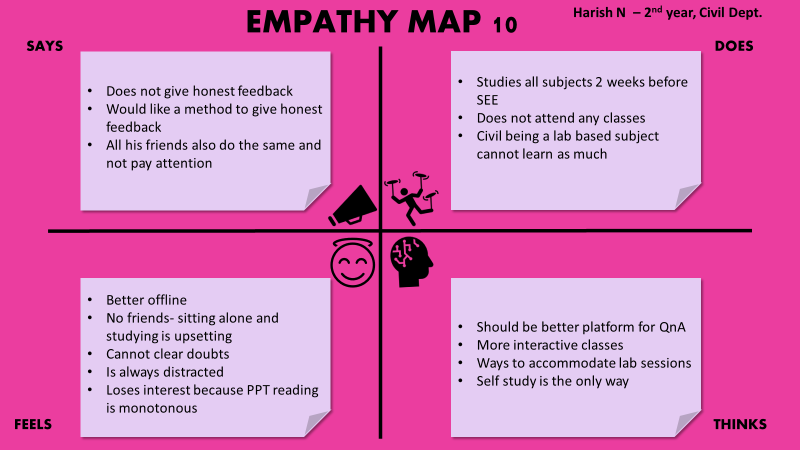 EMPATHY MAP 10
Harish N – 2nd year, Civil Dept.
SAYS
• Does not give honest feedback
• Would like a method to give honest
feedback
• All his friends also do the same and
not pay attention
DOES
• Studies all subjects 2 weeks before
SEE
• Does not attend any classes
• Civil being a lab based subject
cannot learn as much
• Better offline
• No friends- sitting alone and
studying is upsetting
• Cannot clear doubts
• Is always distracted
• Loses interest because PPT reading
is monotonous
FEELS
• Should be better platform for QnA
• More interactive classes
• Ways to accommodate lab sessions
• Self study is the only way
THINKS